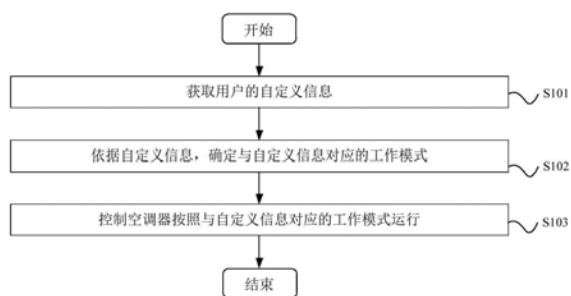 开始
获取用户的自定义信息
S101
依据自定义信息，确定与自定义信息对应的工作模式
S102
控制空调器按照与自定义信息对应的工作模式运行
S103
结束